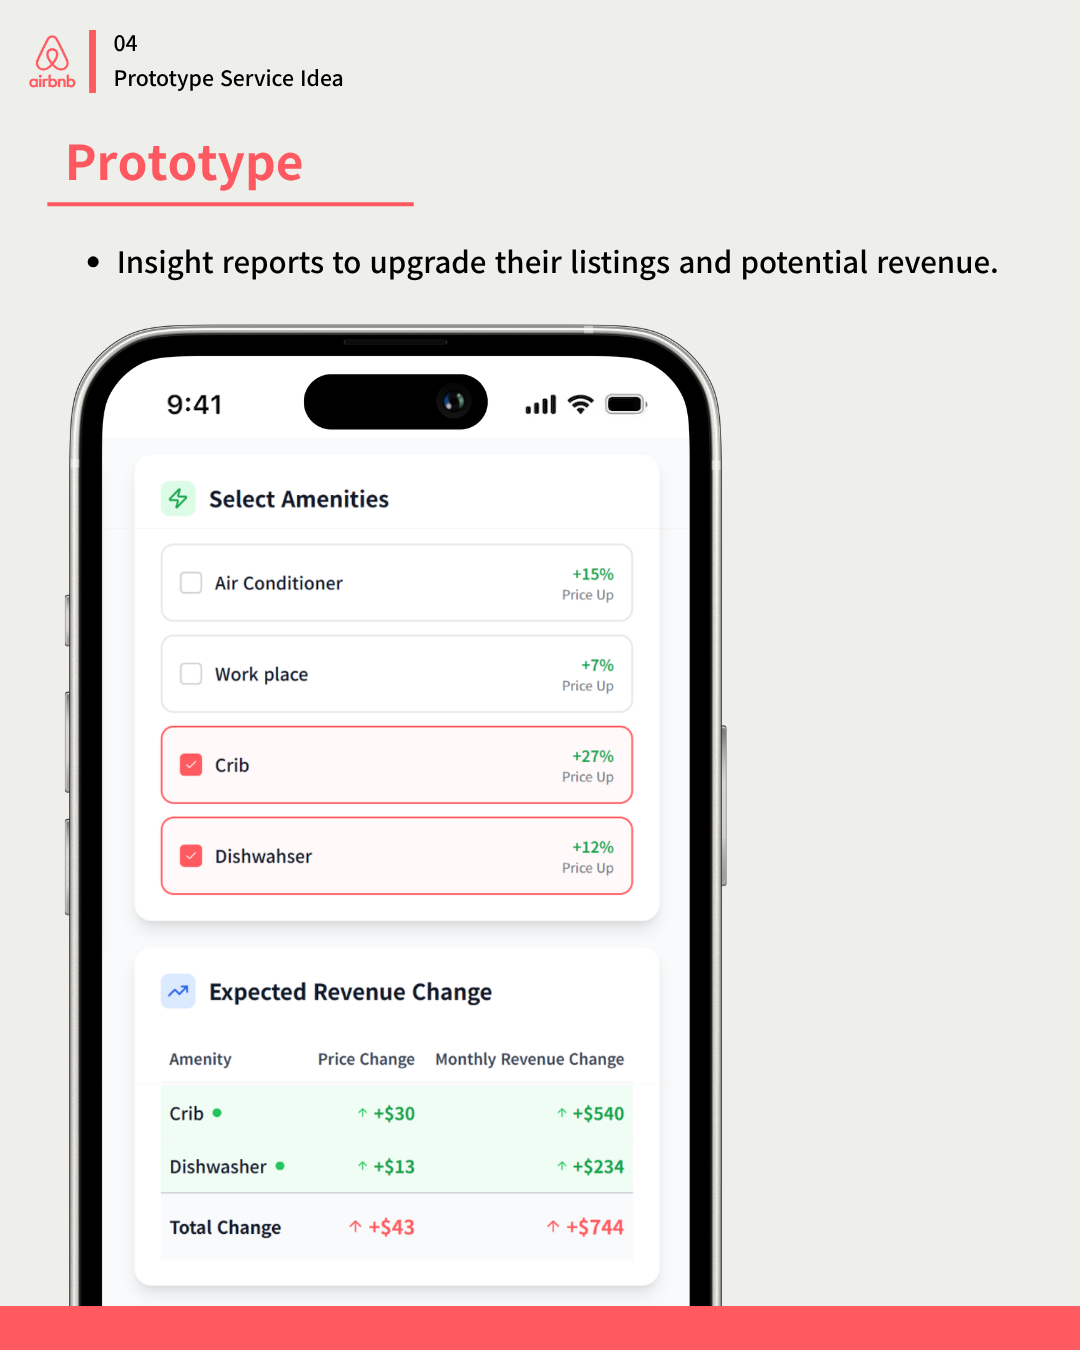 airbnb
04
Prototype Service Idea
Prototype
• Insight reports to upgrade their listings and potential revenue.
9:41
Select Amenities
Air Conditioner +15% Price Up
Work place +7% Price Up
Crib +27% Price Up
Dishwahser +12% Price Up
Expected Revenue Change
Amenity Price Change Monthly Revenue Change
Crib ↑ +$30 ↑ +$540
Dishwasher ↑ +$13 ↑ +$234
Total Change ↑ +$43 ↑ +$744